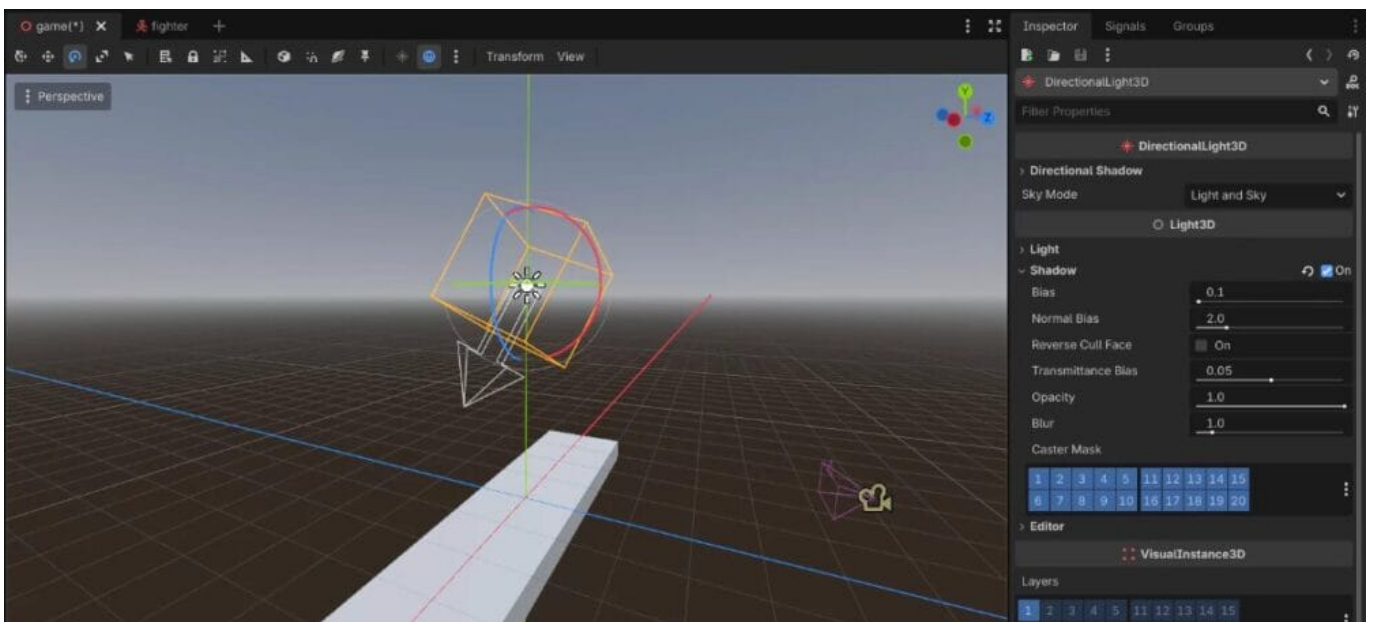 game(*) fighter
Transform View
Perspective
Y
Z
Inspector Signals Groups
DirectionalLight3D
Filter Properties
DirectionalLight3D
Directional Shadow
Sky Mode Light and Sky
Light3D
Light
Shadow On
Bias 0.1
Normal Bias 2.0
Reverse Cull Face On
Transmittance Bias 0.05
Opacity 1.0
Blur 1.0
Caster Mask
1 2 3 4 5 11 12 13 14 15
6 7 8 9 10 16 17 18 19 20
Editor
VisualInstance3D
Layers
1 2 3 4 5 11 12 13 14 15